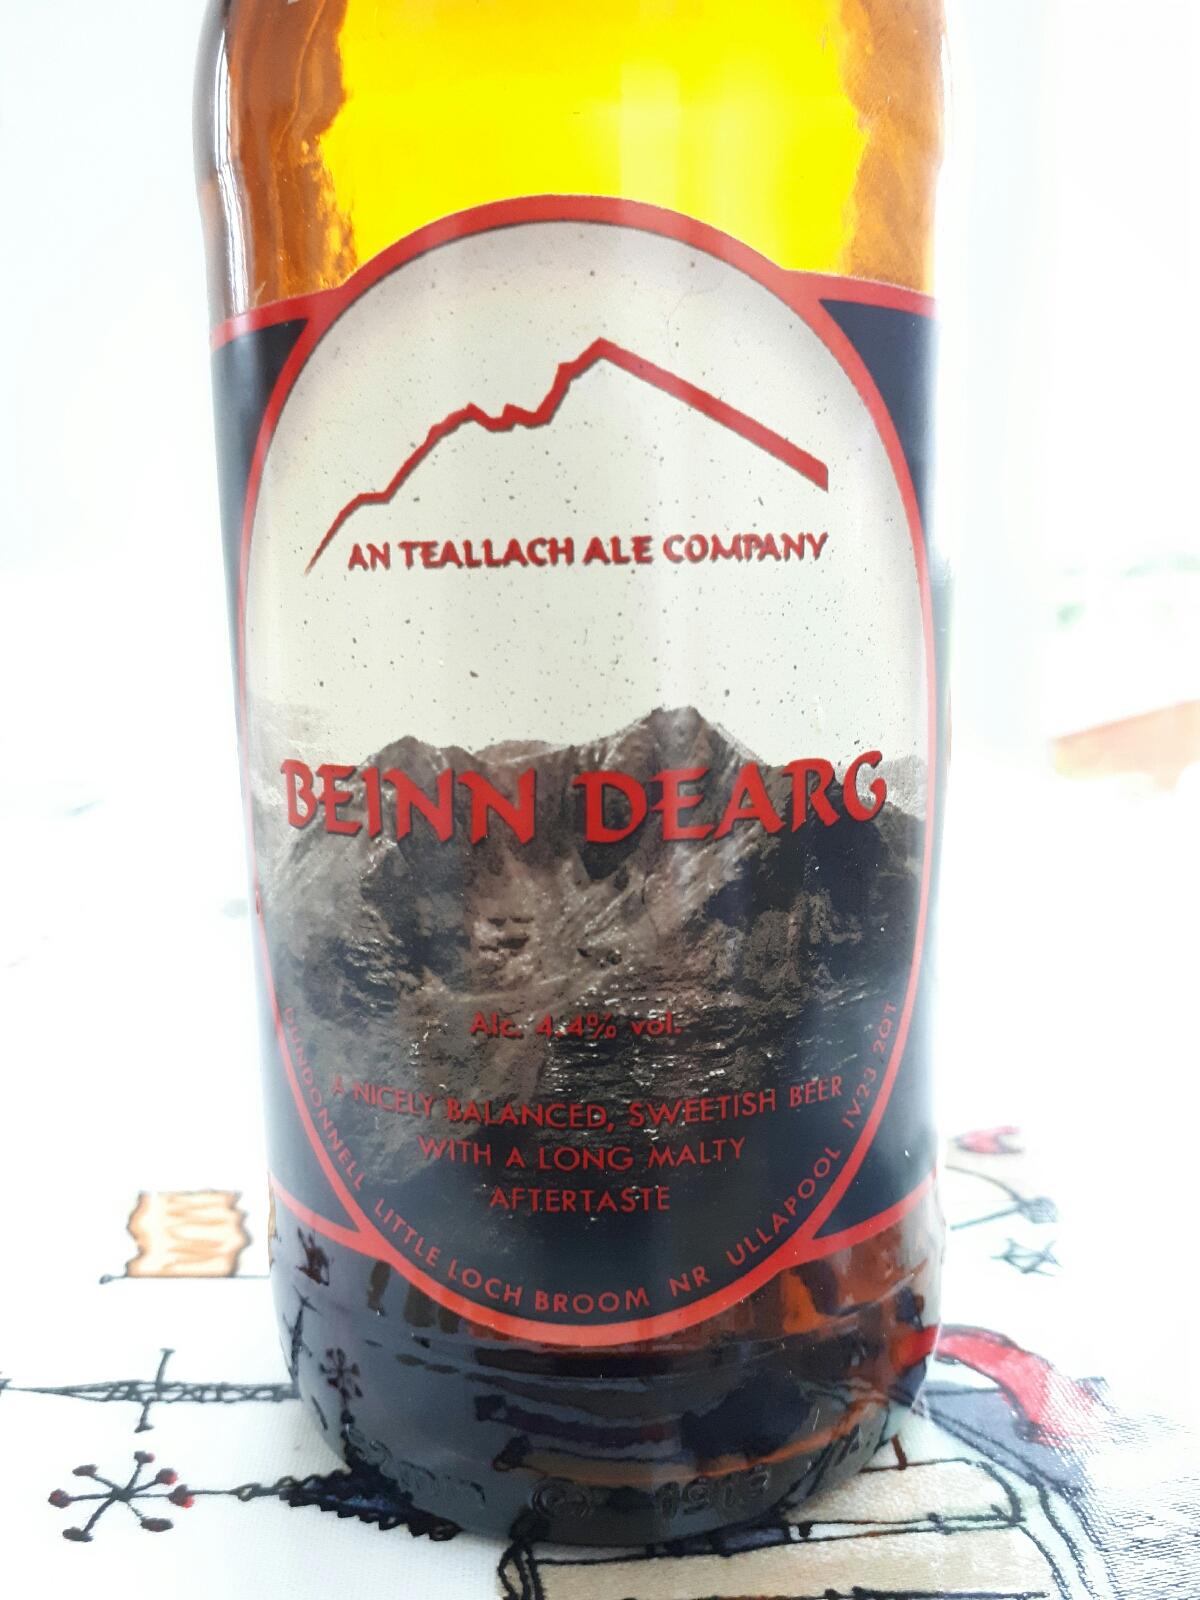 AN TEALLACH ALE COMPANY
BEINN DEARG
Alc. 4.4% vol.
A NICELY BALANCED, SWEETISH BEER
WITH A LONG MALTY
AFTERTASTE
DUNDONNELL LITTLE LOCH BROOM NR ULLAPOOL IV23 2QT